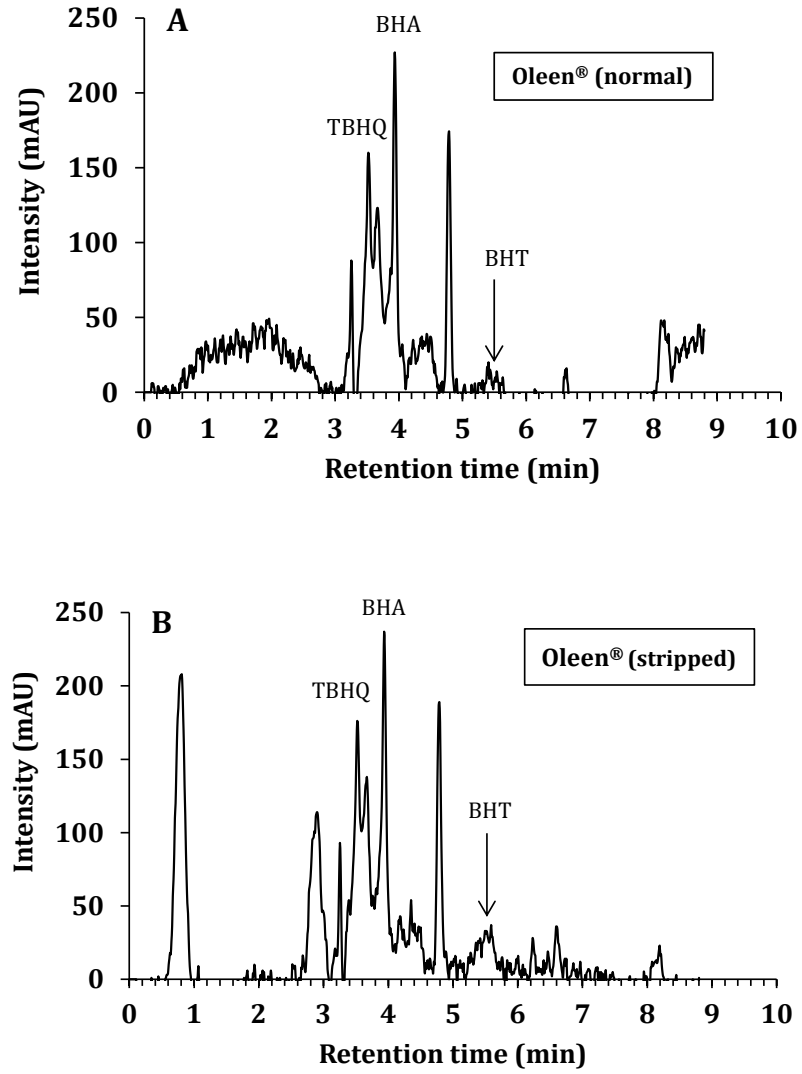 A
BHA
Oleen® (normal)
TBHQ
BHT
Intensity (mAU)
250
200
150
100
50
0
0 1 2 3 4 5 6 7 8 9 10
Retention time (min)
B
BHA
Oleen® (stripped)
TBHQ
BHT
Intensity (mAU)
250
200
150
100
50
0
0 1 2 3 4 5 6 7 8 9 10
Retention time (min)